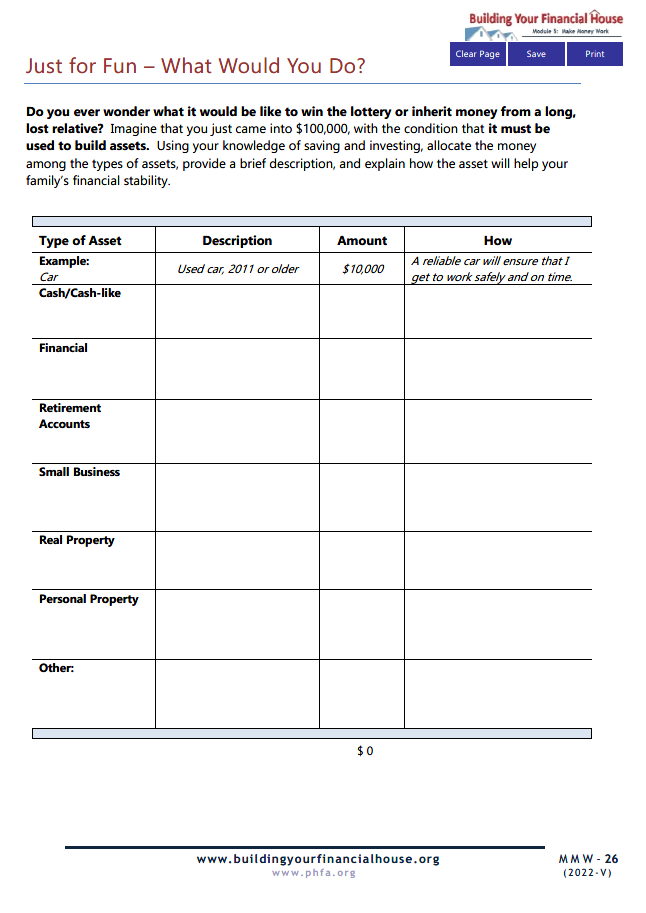 Building Your Financial House
Module 5: Make Money Work
Clear Page Save Print
Just for Fun – What Would You Do?
Do you ever wonder what it would be like to win the lottery or inherit money from a long,
lost relative? Imagine that you just came into $100,000, with the condition that it must be
used to build assets. Using your knowledge of saving and investing, allocate the money
among the types of assets, provide a brief description, and explain how the asset will help your
family's financial stability.
Type of Asset Description Amount How
Example:
Car
Used car, 2011 or older
$10,000
A reliable car will ensure that I
get to work safely and on time.
Cash/Cash-like
Financial
Retirement
Accounts
Small Business
Real Property
Personal Property
Other:
$ 0
www.buildingyourfinancialhouse.org
www.phfa.org
MMW - 26
(2022-V)